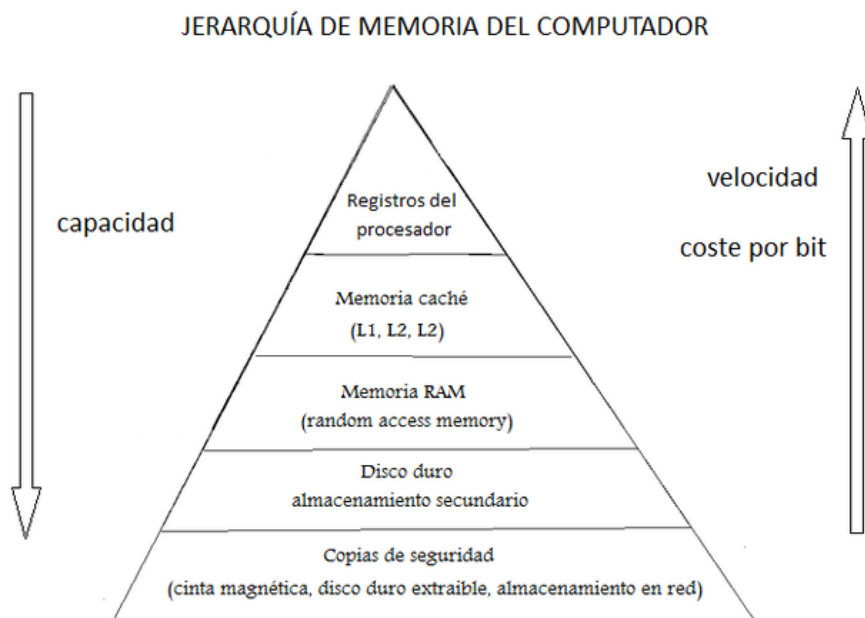 JERARQUÍA DE MEMORIA DEL COMPUTADOR
capacidad
velocidad
coste por bit
Registros del
procesador
Memoria caché
(L1, L2, L2)
Memoria RAM
(random access memory)
Disco duro
almacenamiento secundario
Copias de seguridad
(cinta magnética, disco duro extraible, almacenamiento en red)